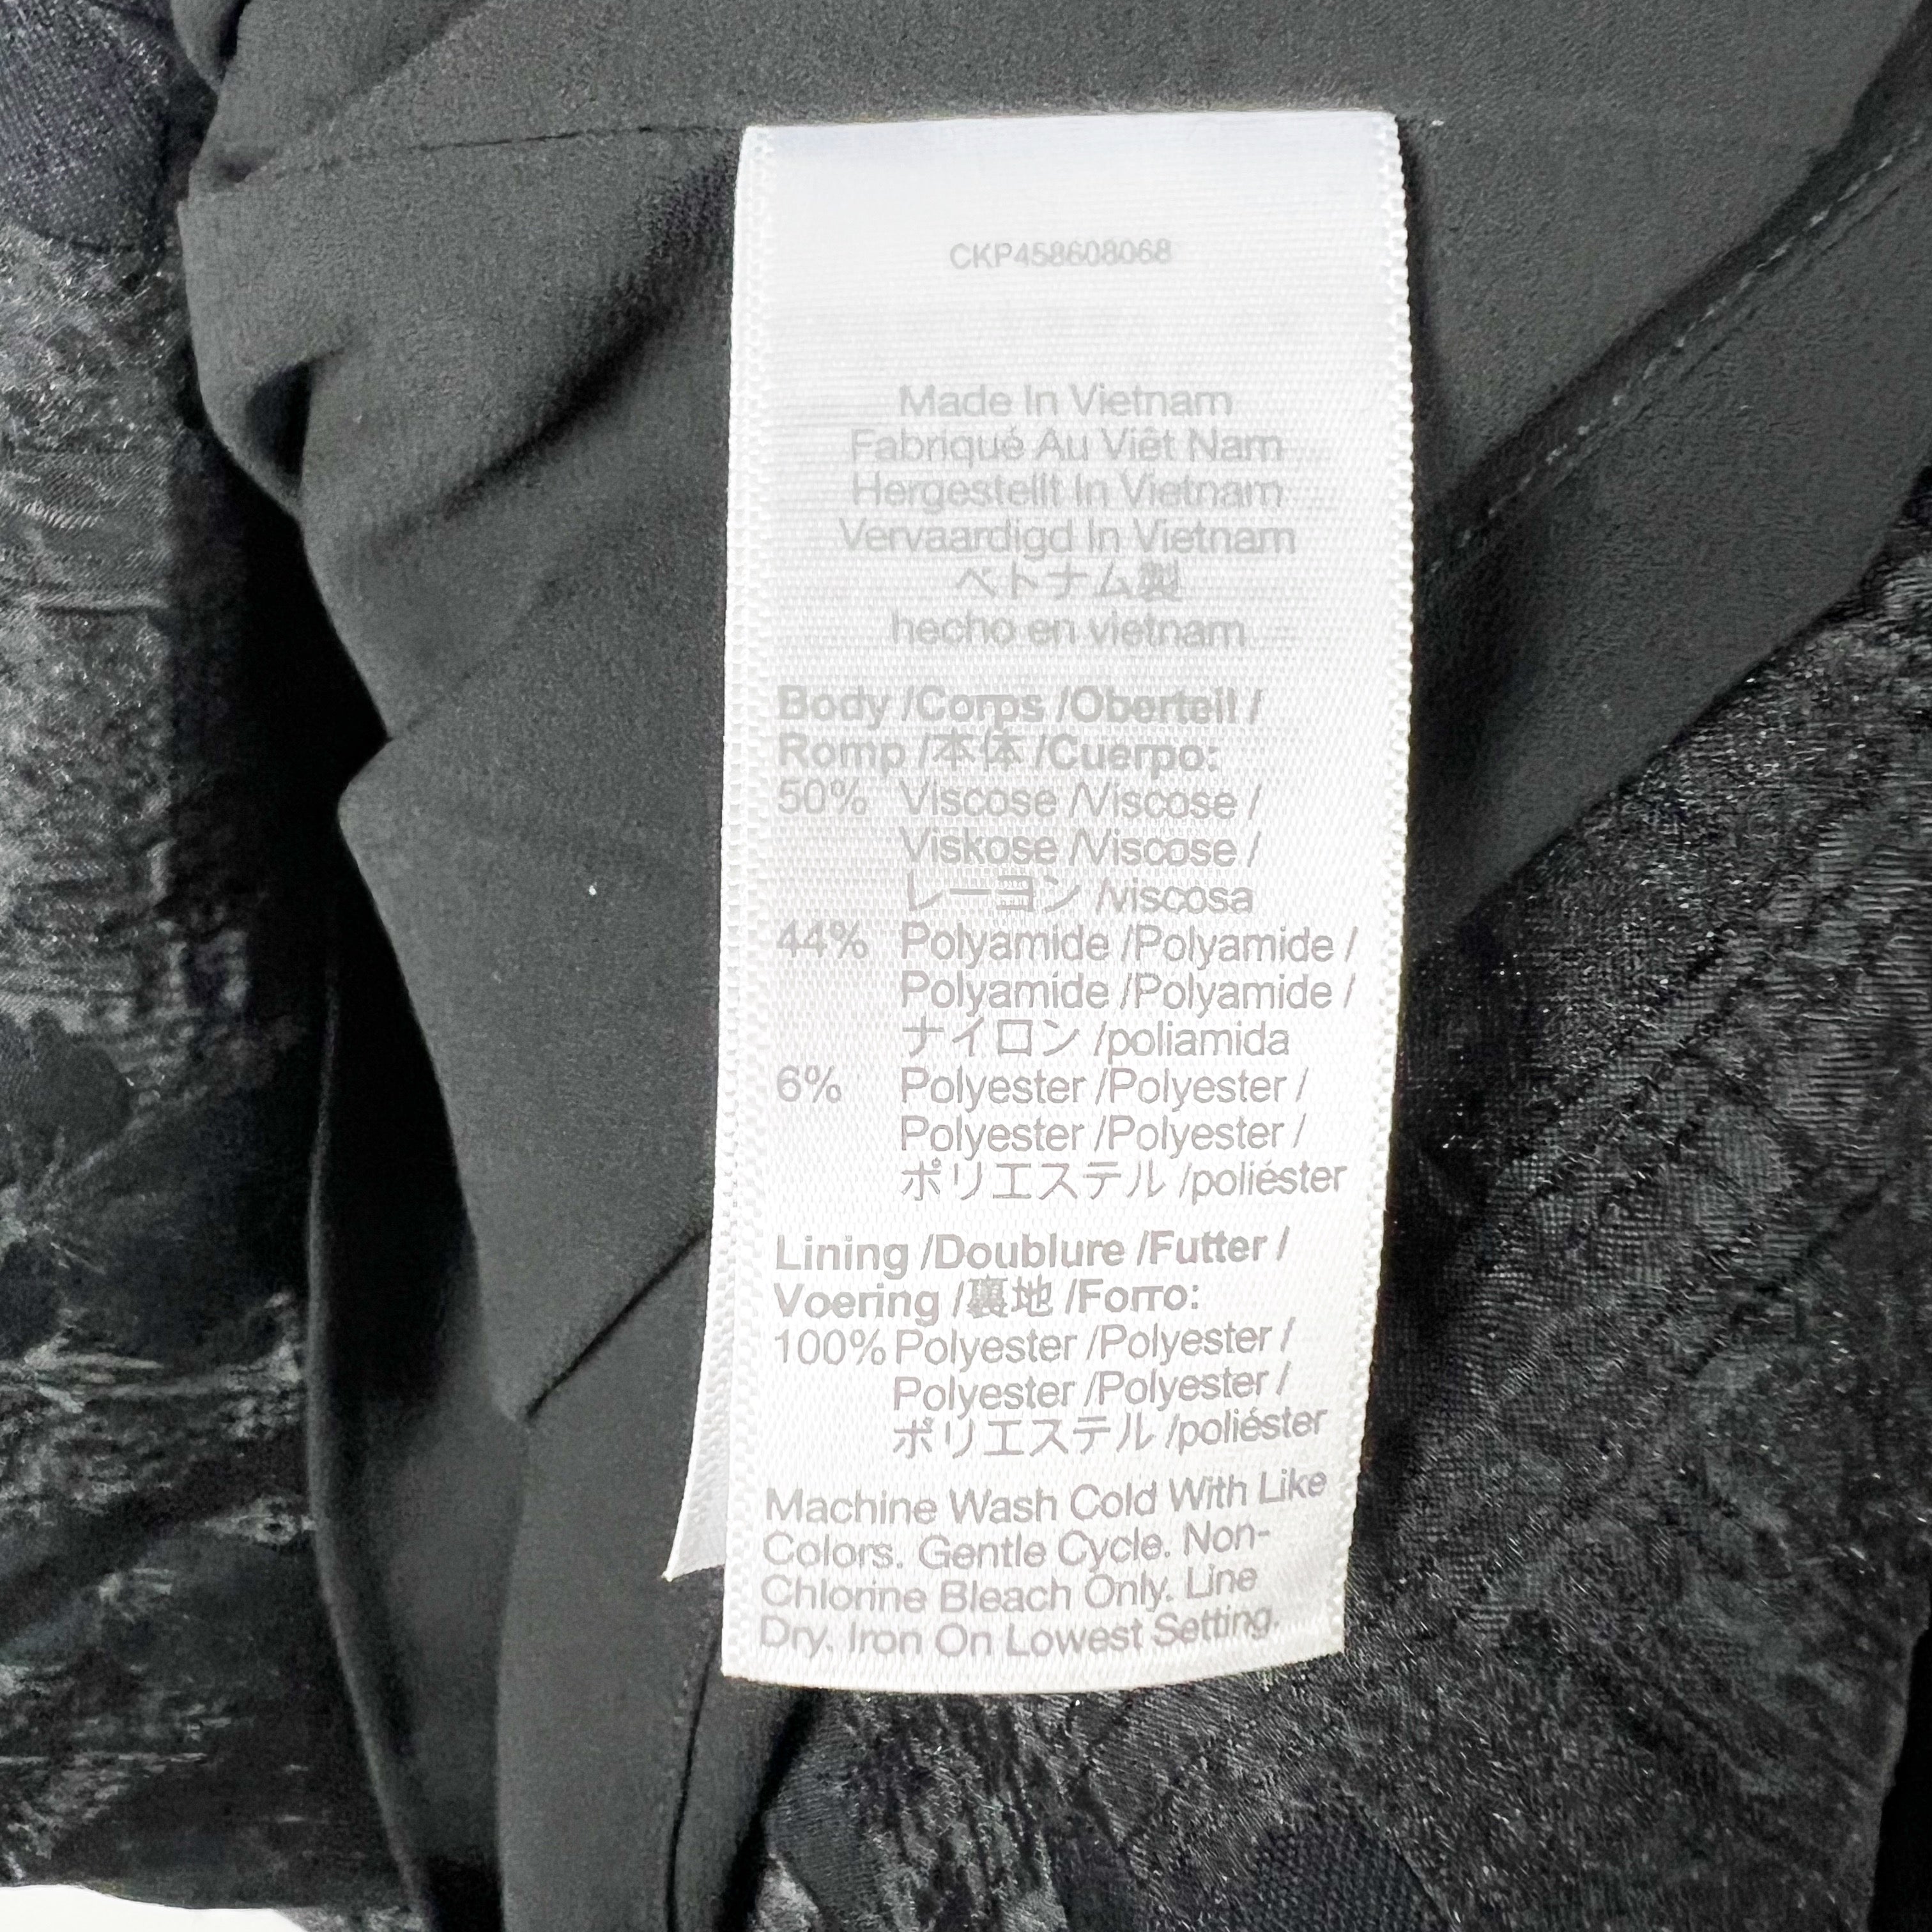 CKP458608068
Made In Vietnam
Fabriqué Au Viêt Nam
Hergestellt In Vietnam
Vervaardigd In Vietnam
ベトナム製
hecho en vietnam
Body /Corps /Oberteil /
Romp /本体 /Cuerpo:
50% Viscose /Viscose /
Viskose /Viscose /
レーヨン /viscosa
44% Polyamide /Polyamide /
Polyamide /Polyamide /
ナイロン /poliamida
6% Polyester /Polyester /
Polyester /Polyester /
ポリエステル /poliéster
Lining /Doublure /Futter /
Voering /裏地 /Forro:
100% Polyester /Polyester /
Polyester /Polyester /
ポリエステル /poliéster
Machine Wash Cold With Like
Colors. Gentle Cycle. Non-
Chlorine Bleach Only. Line
Dry. Iron On Lowest Setting.